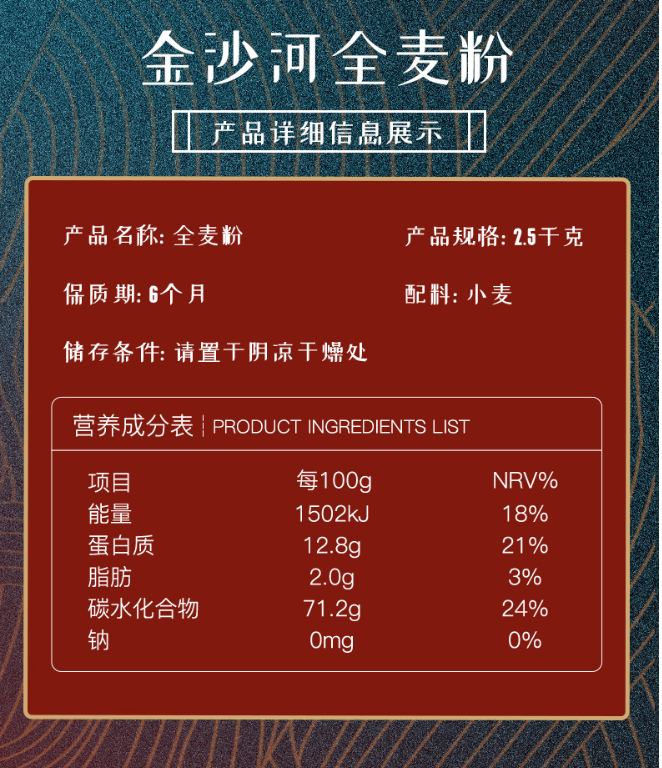 金沙河全麦粉
产品详细信息展示
产品名称: 全麦粉 产品规格: 2.5千克
保质期: 6个月 配料: 小麦
储存条件: 请置干阴凉干燥处
营养成分表 PRODUCT INGREDIENTS LIST
项目 每100g NRV%
能量 1502kJ 18%
蛋白质 12.8g 21%
脂肪 2.0g 3%
碳水化合物 71.2g 24%
钠 0mg 0%